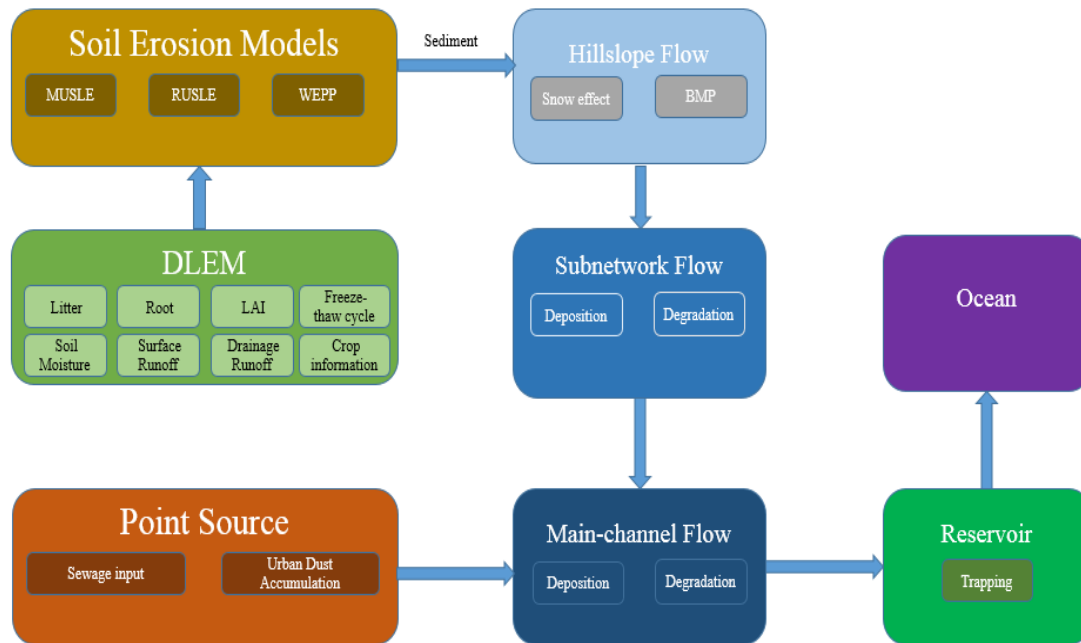 Soil Erosion Models
MUSLE
RUSLE
WEPP
Sediment
Hillslope Flow
Snow effect
BMP
DLEM
Litter
Root
LAI
Freeze-
thaw cycle
Soil
Moisture
Surface
Runoff
Drainage
Runoff
Crop
information
Subnetwork Flow
Deposition
Degradation
Ocean
Point Source
Sewage input
Urban Dust
Accumulation
Main-channel Flow
Deposition
Degradation
Reservoir
Trapping